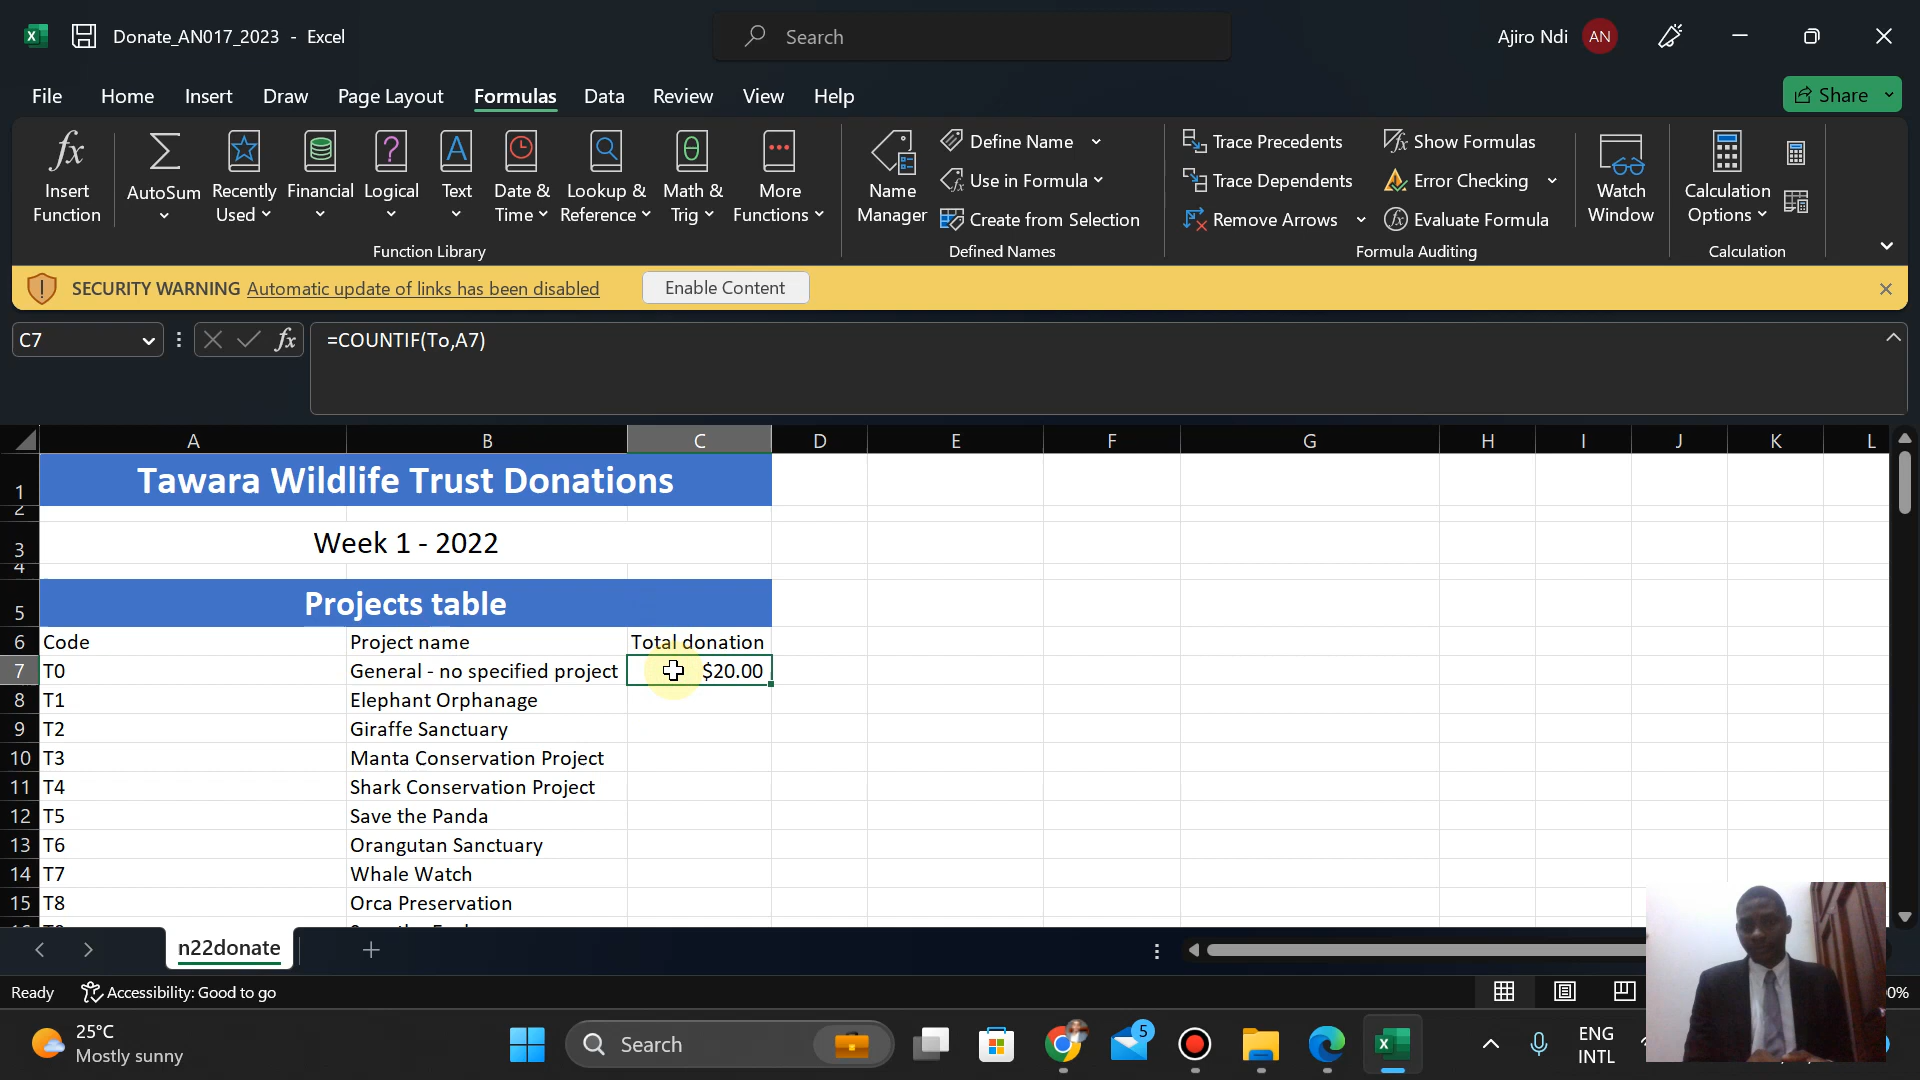 Donate_AN017_2023 - Excel
Search
Ajiro Ndi AN
File Home Insert Draw Page Layout Formulas Data Review View Help
Share
Insert Function
AutoSum
Recently Used
Financial
Logical
Text
Date & Time
Lookup & Reference
Math & Trig
More Functions
Function Library
Name Manager
Define Name
Use in Formula
Create from Selection
Defined Names
Trace Precedents
Trace Dependents
Remove Arrows
Show Formulas
Error Checking
Evaluate Formula
Formula Auditing
Watch Window
Calculation Options
Calculation
SECURITY WARNING Automatic update of links has been disabled Enable Content
C7 fx =COUNTIF(To,A7)
A B C D E F G H I J K L
1 Tawara Wildlife Trust Donations
2
3 Week 1 - 2022
4
5 Projects table
6 Code Project name Total donation
7 T0 General - no specified project $20.00
8 T1 Elephant Orphanage
9 T2 Giraffe Sanctuary
10 T3 Manta Conservation Project
11 T4 Shark Conservation Project
12 T5 Save the Panda
13 T6 Orangutan Sanctuary
14 T7 Whale Watch
15 T8 Orca Preservation
n22donate
Ready Accessibility: Good to go
25°C
Mostly sunny
Search
5
ENG
INTL